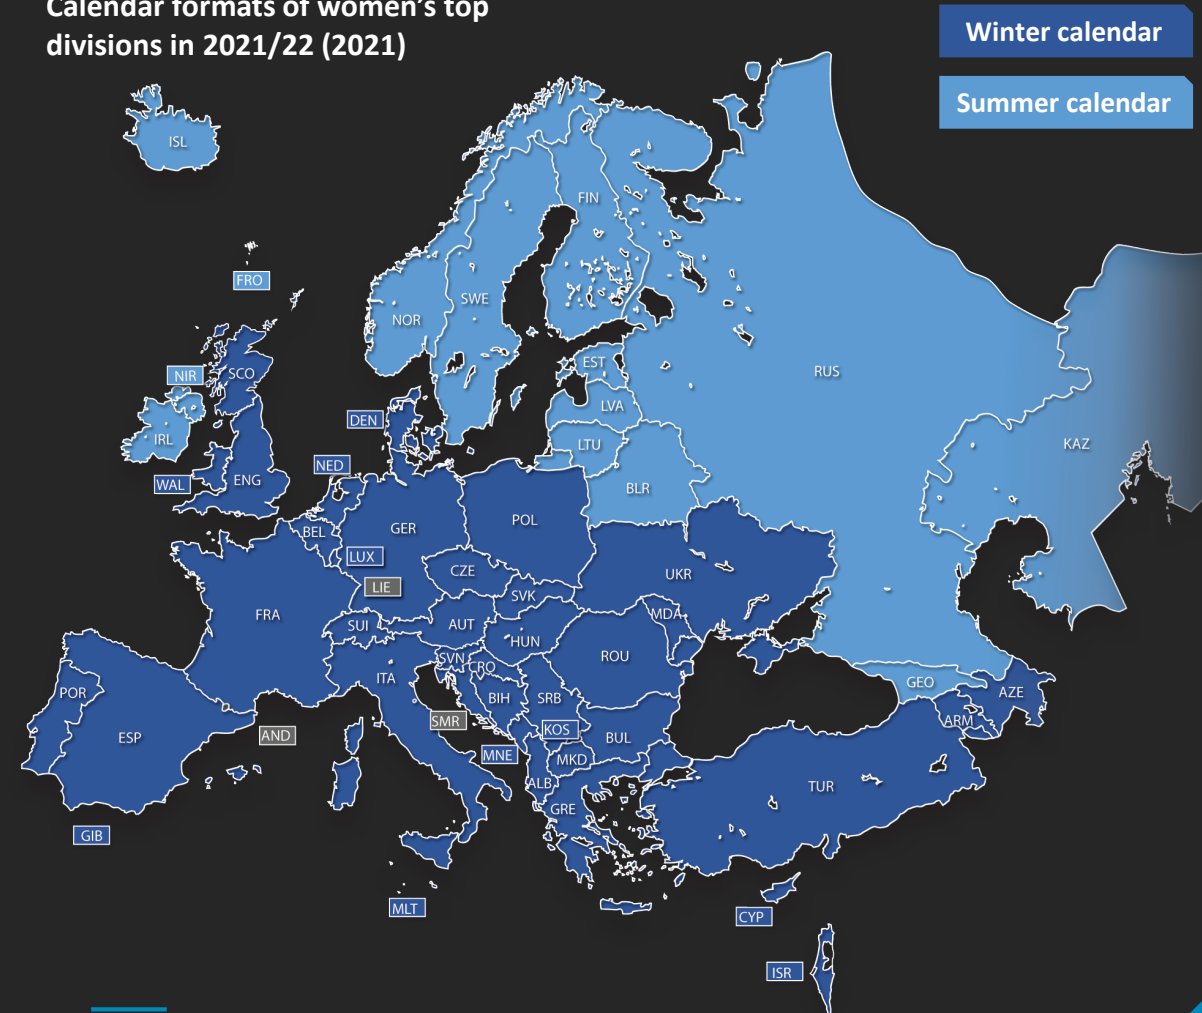 Calendar formats of women's top
divisions in 2021/22 (2021)
Winter calendar
Summer calendar
ISL
FIN
FRO
SWE
NOR
EST
RUS
SCO
NIR
LVA
DEN
IRL
LTU
KAZ
NED
ENG
WAL
BLR
POL
GER
BEL
LUX
CZE
UKR
LIE
SVK
FRA
MDA
SUI
AUT
HUN
ROU
SVN
CRO
ITA
GEO
POR
AZE
BIH
SRB
SMR
ARM
KOS
AND
ESP
BUL
MNE
MKD
ALB
TUR
GRE
GIB
MLT
CYP
ISR